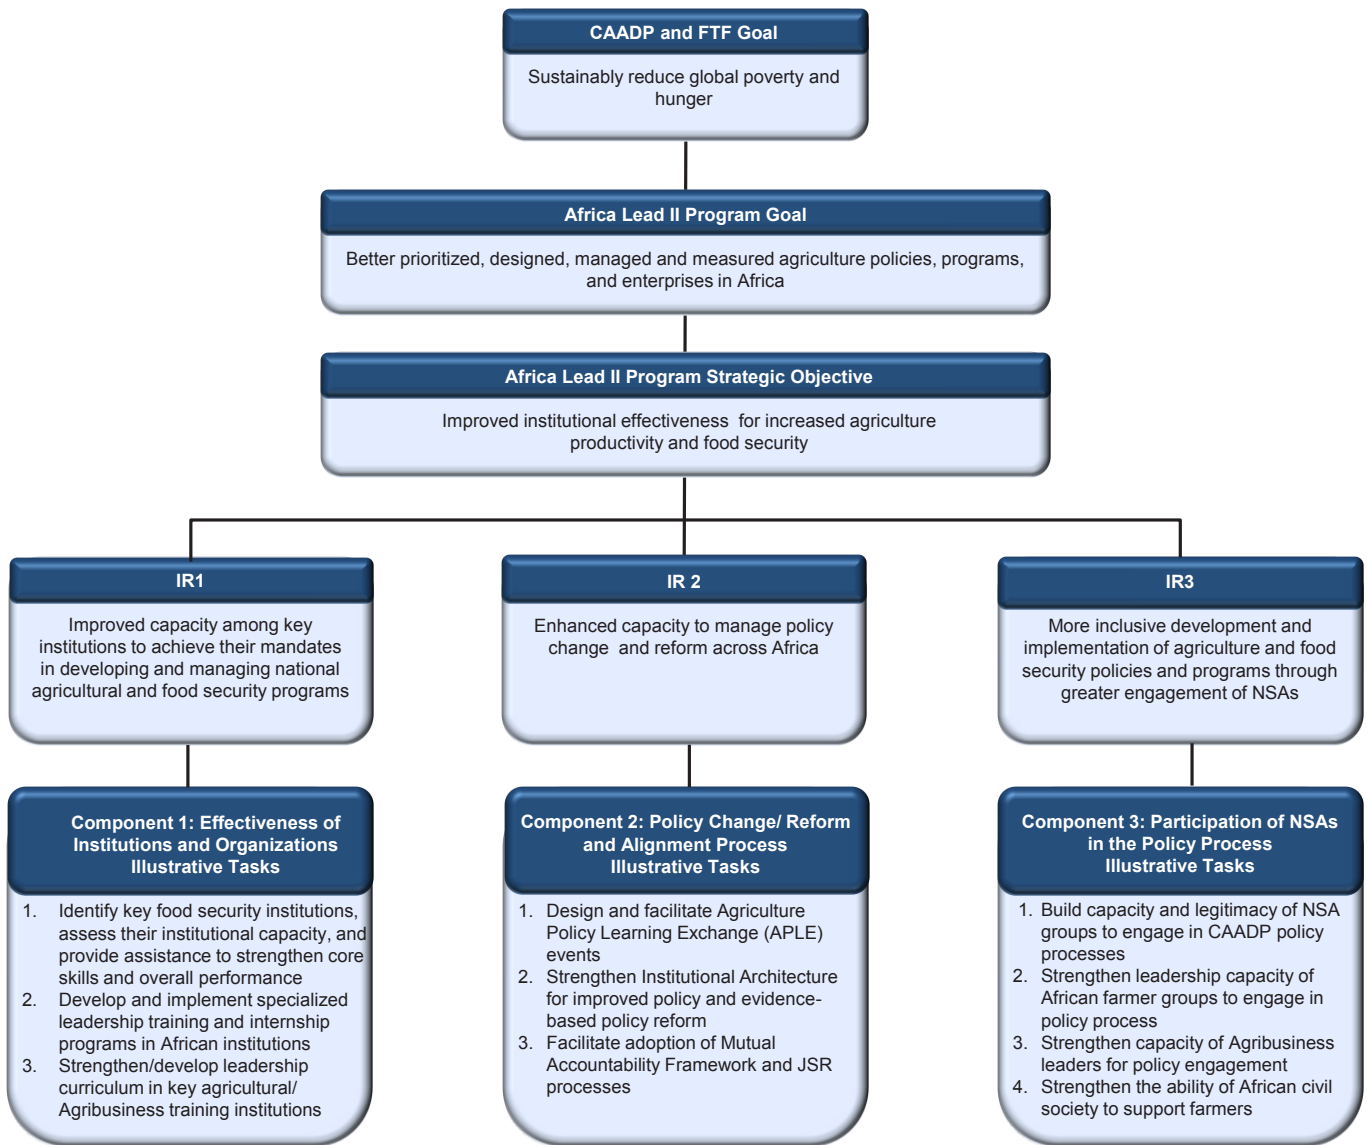 CAADP and FTF Goal
Sustainably reduce global poverty and
hunger
Africa Lead II Program Goal
Better prioritized, designed, managed and measured agriculture policies, programs,
and enterprises in Africa
Africa Lead II Program Strategic Objective
Improved institutional effectiveness for increased agriculture
productivity and food security
IR1
Improved capacity among key
institutions to achieve their mandates
in developing and managing national
agricultural and food security programs
IR 2
Enhanced capacity to manage policy
change and reform across Africa
IR3
More inclusive development and
implementation of agriculture and food
security policies and programs through
greater engagement of NSAs
Component 1: Effectiveness of
Institutions and Organizations
Illustrative Tasks
1. Identify key food security institutions,
assess their institutional capacity, and
provide assistance to strengthen core
skills and overall performance
2. Develop and implement specialized
leadership training and internship
programs in African institutions
3. Strengthen/develop leadership
curriculum in key agricultural/
Agribusiness training institutions
Component 2: Policy Change/ Reform
and Alignment Process
Illustrative Tasks
1. Design and facilitate Agriculture
Policy Learning Exchange (APLE)
events
2. Strengthen Institutional Architecture
for improved policy and evidence-
based policy reform
3. Facilitate adoption of Mutual
Accountability Framework and JSR
processes
Component 3: Participation of NSAs
in the Policy Process
Illustrative Tasks
1. Build capacity and legitimacy of NSA
groups to engage in CAADP policy
processes
2. Strengthen leadership capacity of
African farmer groups to engage in
policy process
3. Strengthen capacity of Agribusiness
leaders for policy engagement
4. Strengthen the ability of African civil
society to support farmers